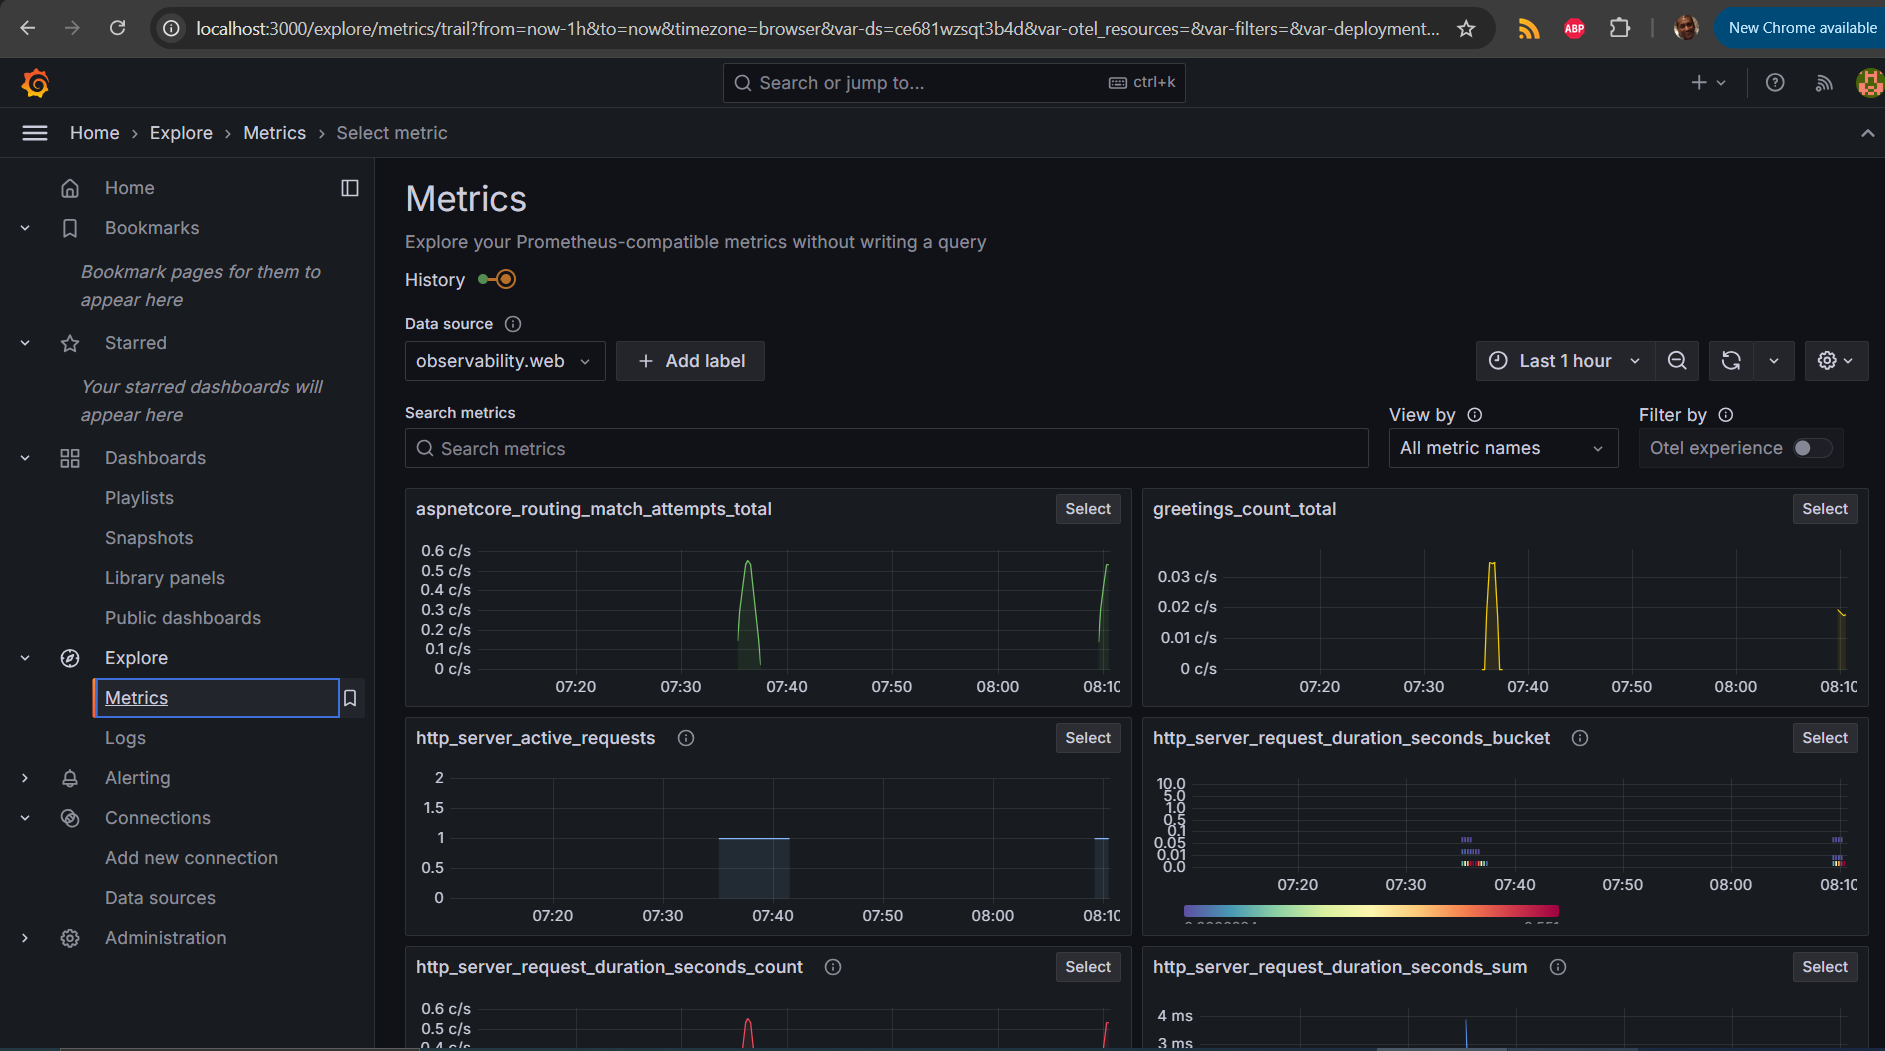 localhost:3000/explore/metrics/trail?from=now-1h&to=now&timezone=browser&var-ds=ce681wzsqt3b4d&var-otel_resources=&var-filters=&var-deployment...
ABP
New Chrome available
Search or jump to...
ctrl+k
Home › Explore › Metrics › Select metric
Home
Bookmarks
Bookmark pages for them to
appear here
Starred
Your starred dashboards will
appear here
Dashboards
Playlists
Snapshots
Library panels
Public dashboards
Explore
Metrics
Logs
Alerting
Connections
Add new connection
Data sources
Administration
Metrics
Explore your Prometheus-compatible metrics without writing a query
History
Data source
observability.web
+ Add label
Last 1 hour
Search metrics
Search metrics
View by
All metric names
Filter by
Otel experience
aspnetcore_routing_match_attempts_total
Select
0.6 c/s
0.5 c/s
0.4 c/s
0.3 c/s
0.2 c/s
0.1 c/s
0 c/s
07:20 07:30 07:40 07:50 08:00 08:10
greetings_count_total
Select
0.03 c/s
0.02 c/s
0.01 c/s
0 c/s
07:20 07:30 07:40 07:50 08:00 08:10
http_server_active_requests
Select
2
1.5
1
0.5
0
07:20 07:30 07:40 07:50 08:00 08:10
http_server_request_duration_seconds_bucket
Select
10.0
5.0
1.0
0.5
0.1
0.05
0.01
0.0
07:20 07:30 07:40 07:50 08:00 08:10
http_server_request_duration_seconds_count
Select
0.6 c/s
0.5 c/s
0.4 c/s
http_server_request_duration_seconds_sum
Select
4 ms
3 ms